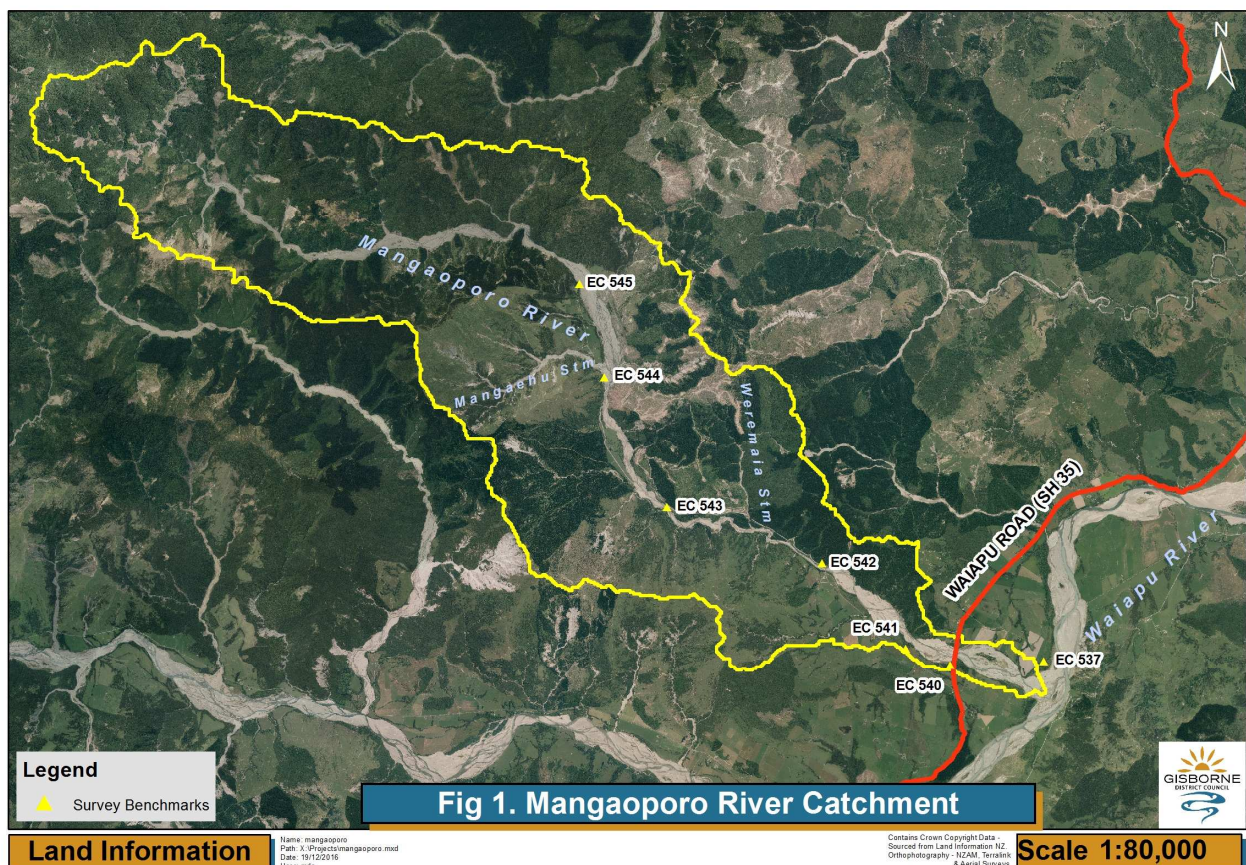 N
Mangaoporo River
EC 545
Mangaehu Stm
EC 544
Weremaia Stm
EC 543
EC 542
WAIAPU ROAD (SH 35)
Waiapu River
EC 541
EC 537
EC 540
Legend
Survey Benchmarks
GISBORNE
DISTRICT COUNCIL
Fig 1. Mangaoporo River Catchment
Land Information
Name: mangaoporo
Path: X:\Projects\mangaoporo.mxd
Date: 19/12/2016
Contains Crown Copyright Data -
Sourced from Land Information NZ.
Orthophotography - NZAM, Terralink
& Aerial Surveys
Scale 1:80,000